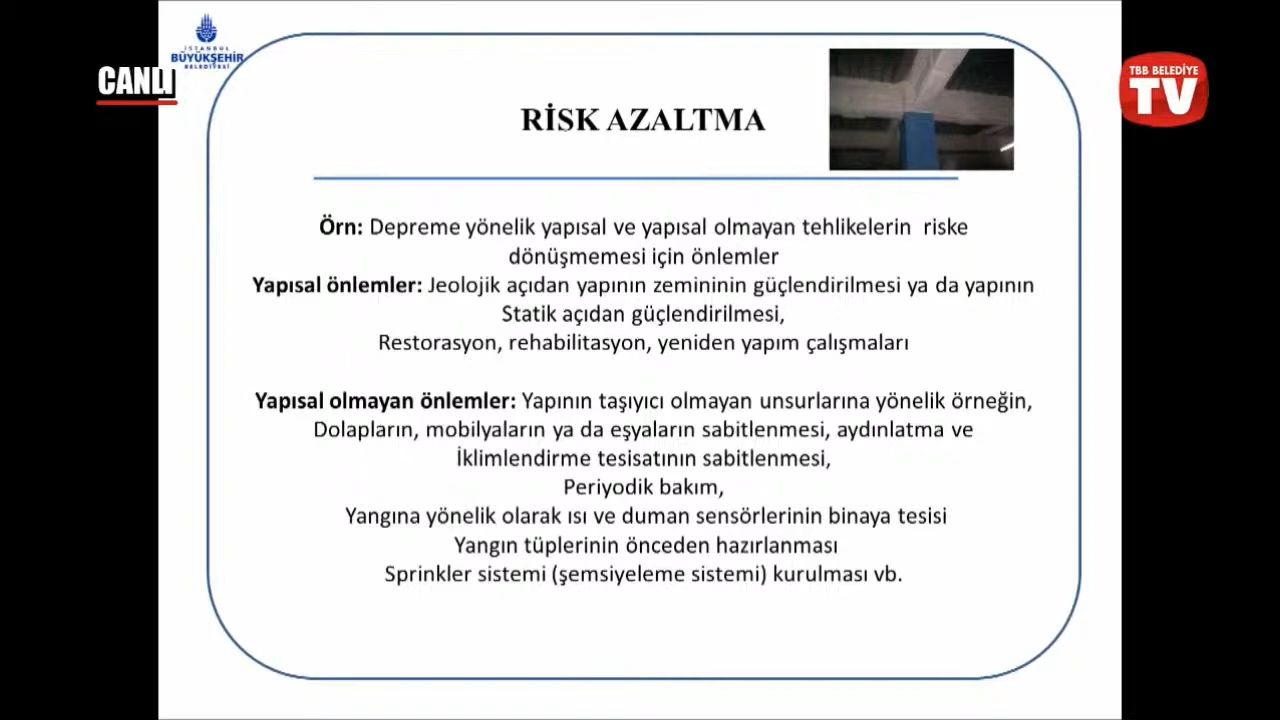 İSTANBUL
BÜYÜKŞEHİR
BELEDİYESİ
CANLI
TBB BELEDİYE
TV
RİSK AZALTMA
Örn: Depreme yönelik yapısal ve yapısal olmayan tehlikelerin riske
dönüşmemesi için önlemler
Yapısal önlemler: Jeolojik açıdan yapının zemininin güçlendirilmesi ya da yapının
Statik açıdan güçlendirilmesi,
Restorasyon, rehabilitasyon, yeniden yapım çalışmaları
Yapısal olmayan önlemler: Yapının taşıyıcı olmayan unsurlarına yönelik örneğin,
Dolapların, mobilyaların ya da eşyaların sabitlenmesi, aydınlatma ve
İklimlendirme tesisatının sabitlenmesi,
Periyodik bakım,
Yangına yönelik olarak ısı ve duman sensörlerinin binaya tesisi
Yangın tüplerinin önceden hazırlanması
Sprinkler sistemi (şemsiyeleme sistemi) kurulması vb.